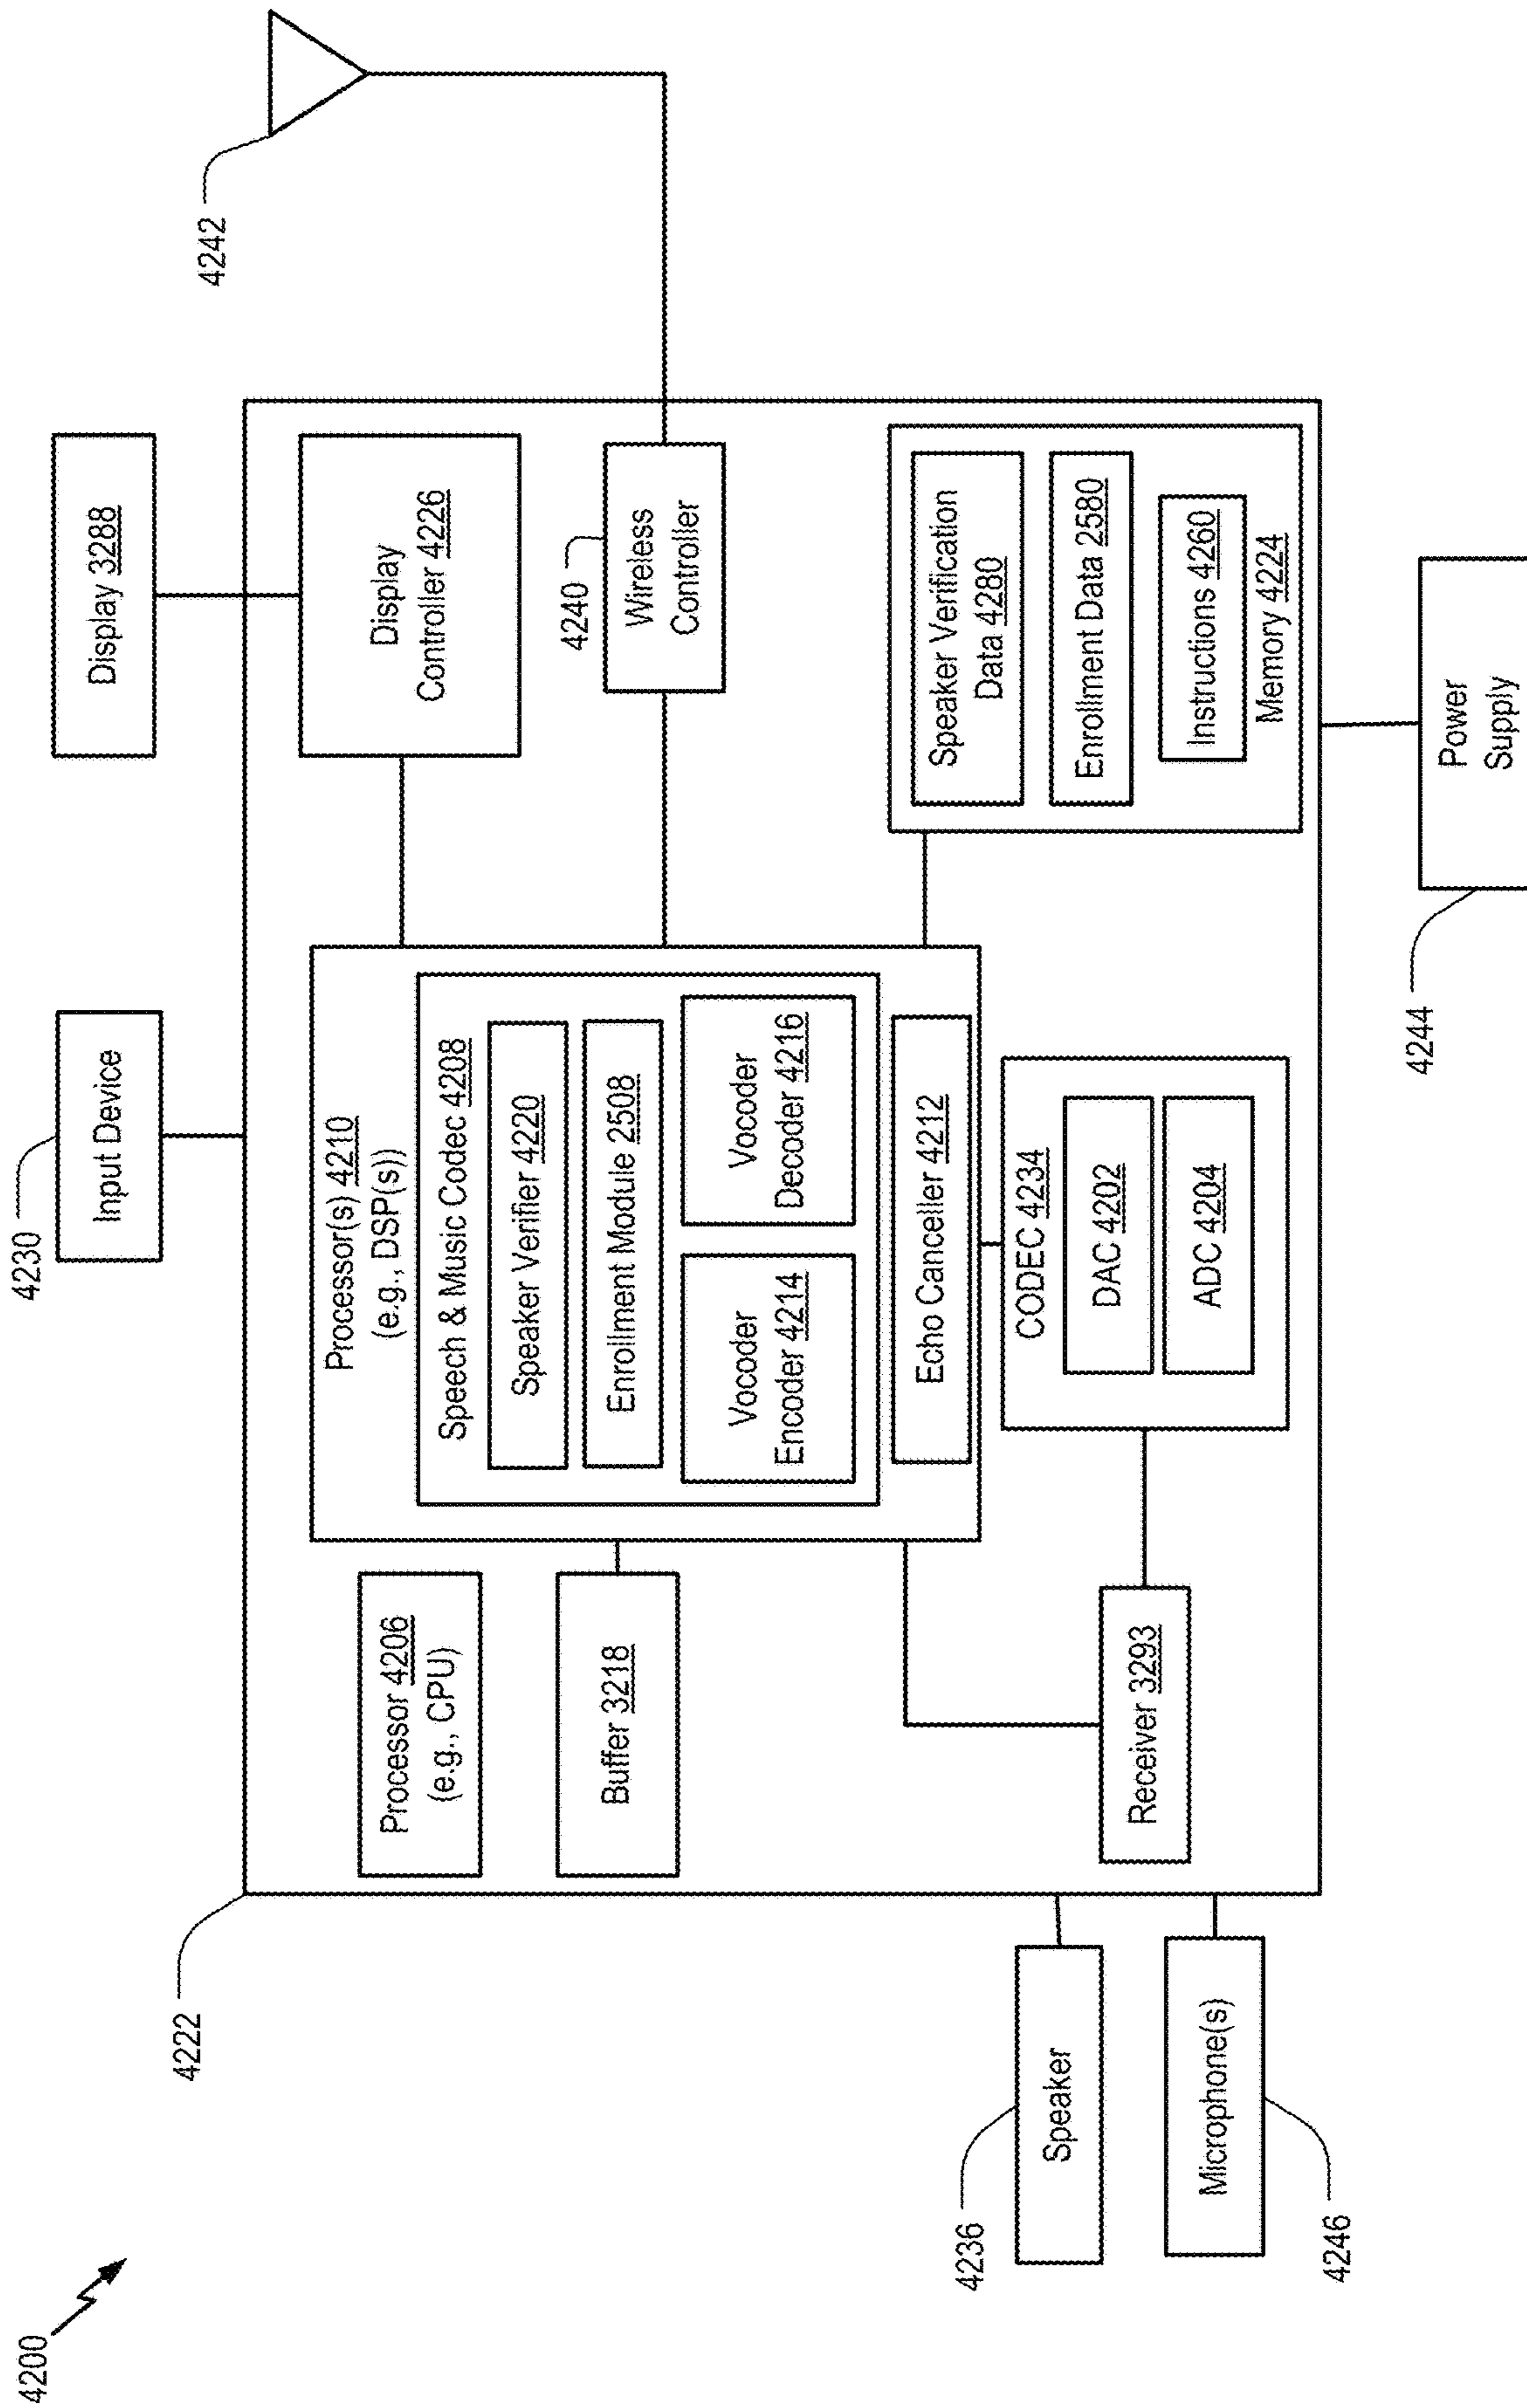 4200
4222
4230
Input Device
Display 3288
4242
Processor 4206
(e.g., CPU)
Buffer 3218
Processor(s) 4210
(e.g., DSP(s))
Speech & Music Codec 4208
Speaker Verifier 4220
Enrollment Module 2508
Vocoder
Encoder 4214
Vocoder
Decoder 4216
Echo Canceller 4212
Display
Controller 4226
4240
Wireless
Controller
Speaker Verification
Data 4280
Enrollment Data 2580
Instructions 4260
Memory 4224
CODEC 4234
DAC 4202
ADC 4204
Receiver 3293
4236
Speaker
Microphone(s)
4246
4244
Power
Supply